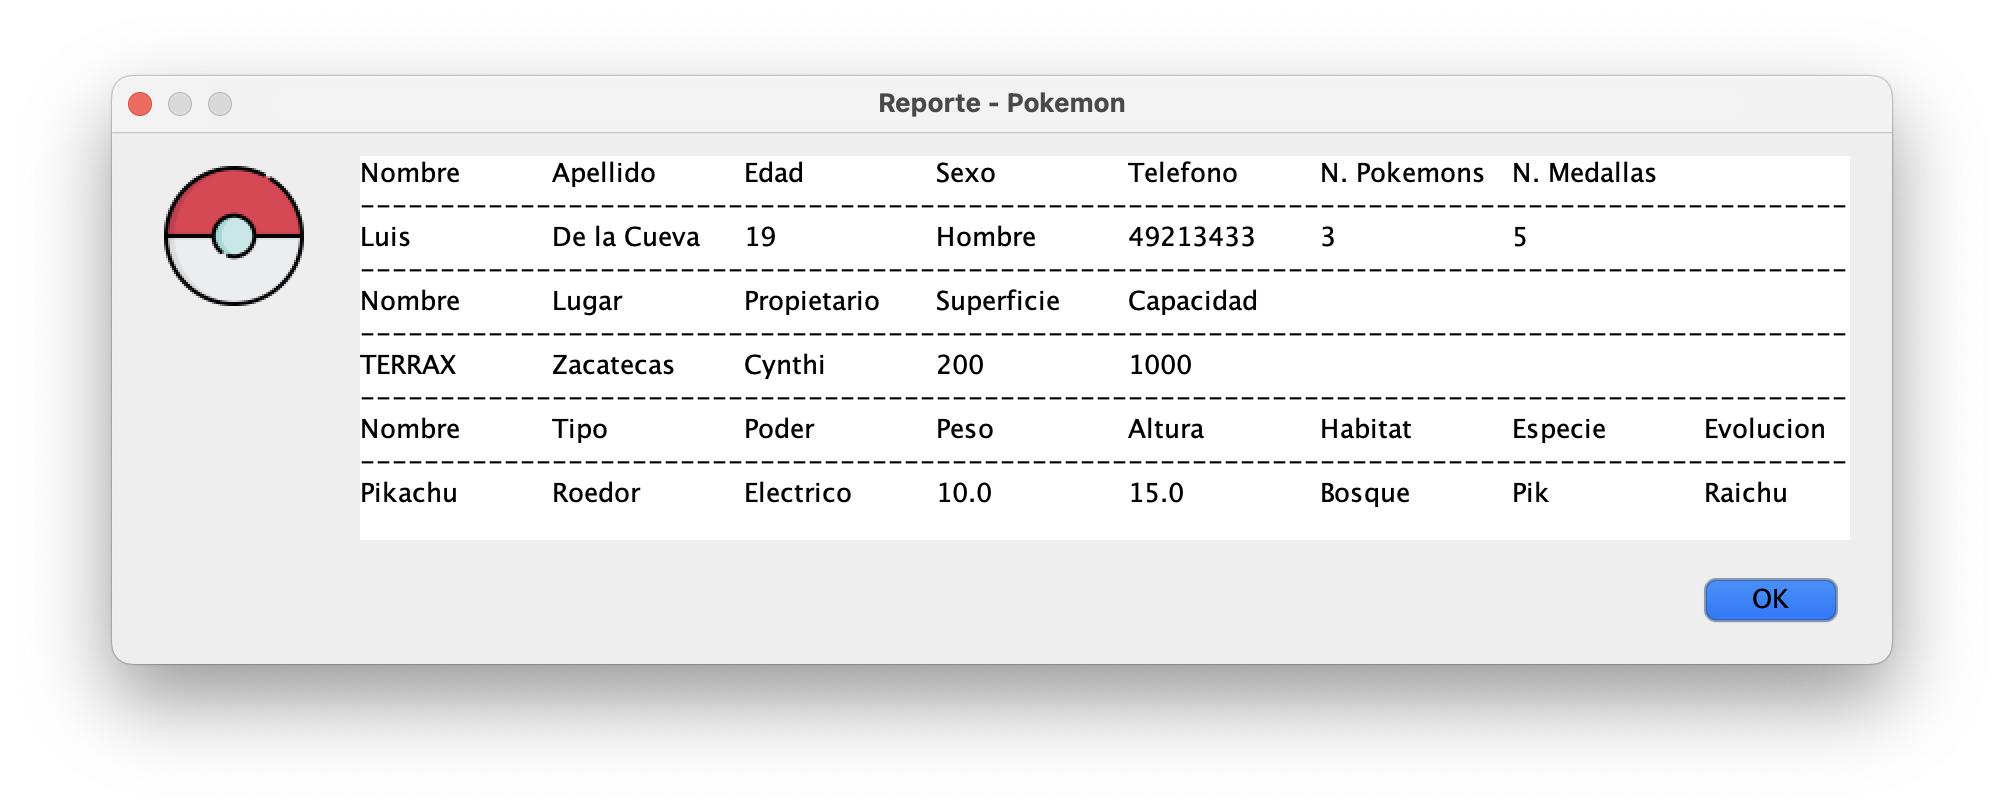 Reporte - Pokemon
Nombre Apellido Edad Sexo Telefono N. Pokemons N. Medallas
---------------------------------------------------------------------------------------------
Luis De la Cueva 19 Hombre 49213433 3 5
---------------------------------------------------------------------------------------------
Nombre Lugar Propietario Superficie Capacidad
---------------------------------------------------------------------------------------------
TERRAX Zacatecas Cynthi 200 1000
---------------------------------------------------------------------------------------------
Nombre Tipo Poder Peso Altura Habitat Especie Evolucion
---------------------------------------------------------------------------------------------
Pikachu Roedor Electrico 10.0 15.0 Bosque Pik Raichu
OK